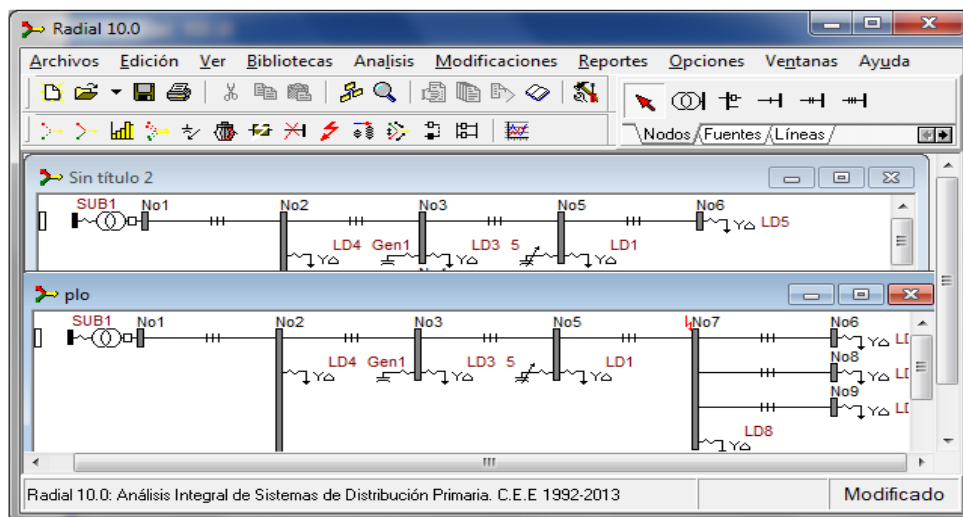 Radial 10.0
Archivos Edición Ver Bibliotecas Analisis Modificaciones Reportes Opciones Ventanas Ayuda
Nodos Fuentes Líneas
Sin título 2
SUB1 No1 No2 No3 No5 No6
LD4 Gen1 LD3 5 LD1 LD5
plo
SUB1 No1 No2 No3 No5 No7 No6
LD4 Gen1 LD3 5 LD1
No8
No9
LD8
Radial 10.0: Análisis Integral de Sistemas de Distribución Primaria. C.E.E 1992-2013
Modificado